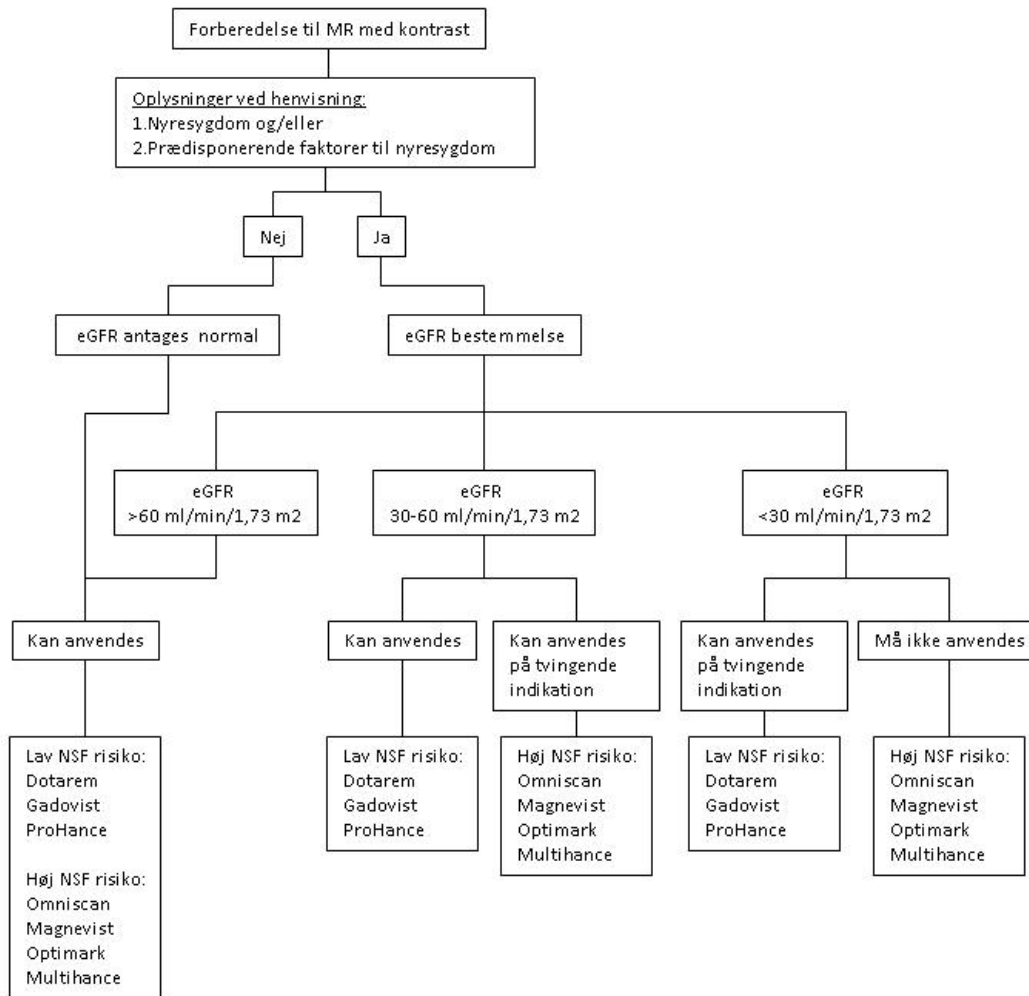 Forberedelse til MR med kontrast
Oplysninger ved henvisning:
1.Nyresygdom og/eller
2.Prædisponerende faktorer til nyresygdom
Nej
Ja
eGFR antages normal
eGFR bestemmelse
eGFR
>60 ml/min/1,73 m2
eGFR
30-60 ml/min/1,73 m2
eGFR
<30 ml/min/1,73 m2
Kan anvendes
Kan anvendes
Kan anvendes
på tvingende
indikation
Kan anvendes
på tvingende
indikation
Må ikke anvendes
Lav NSF risiko:
Dotarem
Gadovist
ProHance
Høj NSF risiko:
Omniscan
Magnevist
Optimark
Multihance
Lav NSF risiko:
Dotarem
Gadovist
ProHance
Høj NSF risiko:
Omniscan
Magnevist
Optimark
Multihance
Lav NSF risiko:
Dotarem
Gadovist
ProHance
Høj NSF risiko:
Omniscan
Magnevist
Optimark
Multihance